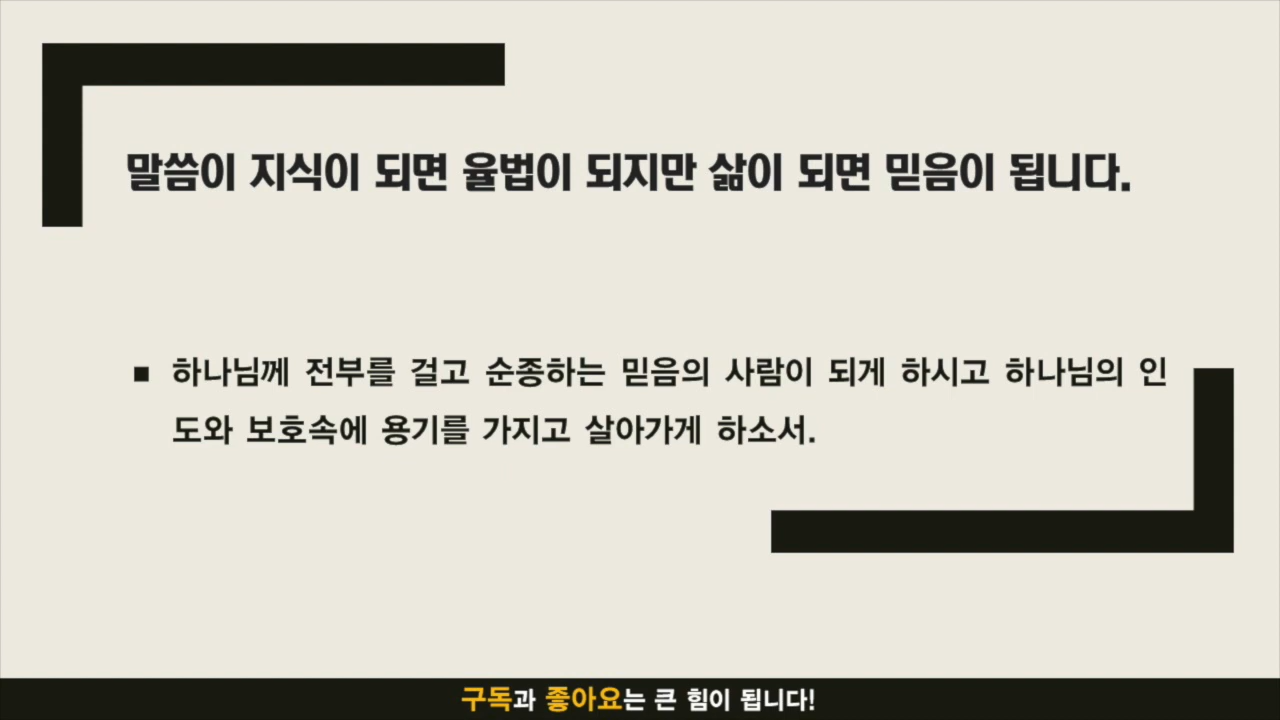 말씀이 지식이 되면 율법이 되지만 삶이 되면 믿음이 됩니다.
■ 하나님께 전부를 걸고 순종하는 믿음의 사람이 되게 하시고 하나님의 인
도와 보호속에 용기를 가지고 살아가게 하소서.
구독과 좋아요는 큰 힘이 됩니다!